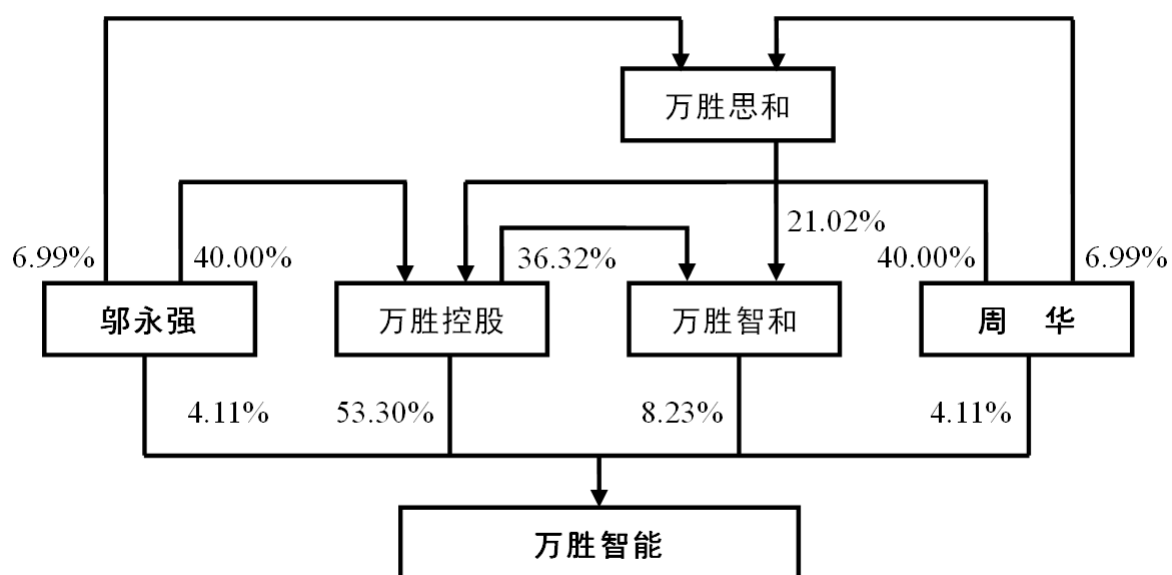 万胜思和
21.02%
6.99%
40.00%
36.32%
40.00%
6.99%
邬永强
万胜控股
万胜智和
周 华
4.11%
53.30%
8.23%
4.11%
万胜智能